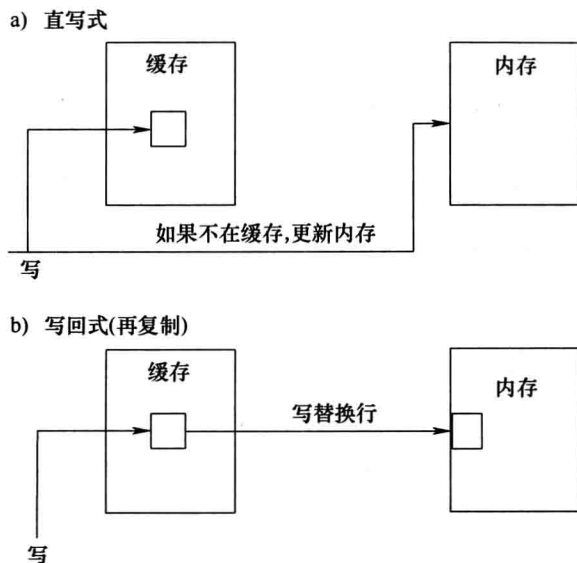 a) 直写式
缓存
内存
如果不在缓存,更新内存
写
b) 写回式(再复制)
缓存
内存
写替换行
写